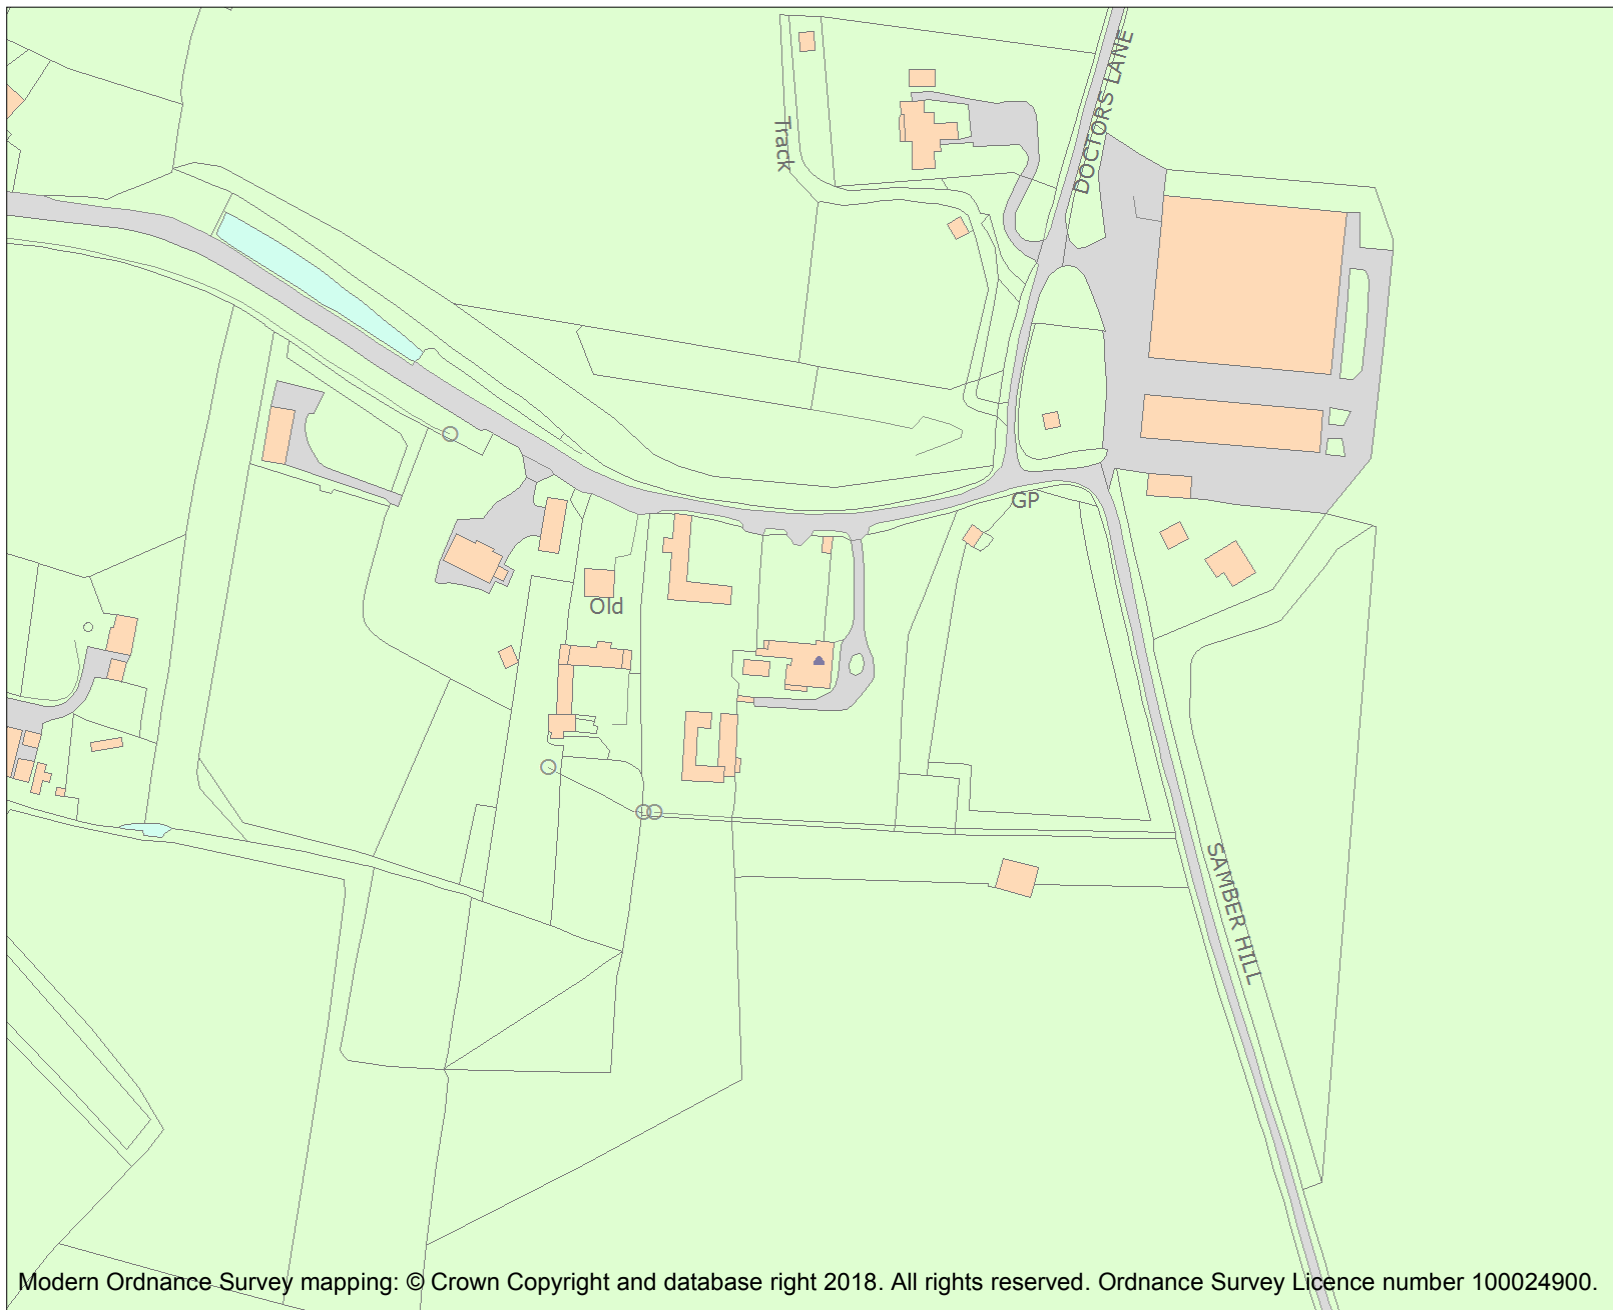 DOCTORS LANE
Track
GP
Old
SAMBER HILL
Modern Ordnance Survey mapping: © Crown Copyright and database right 2018. All rights reserved. Ordnance Survey Licence number 100024900.